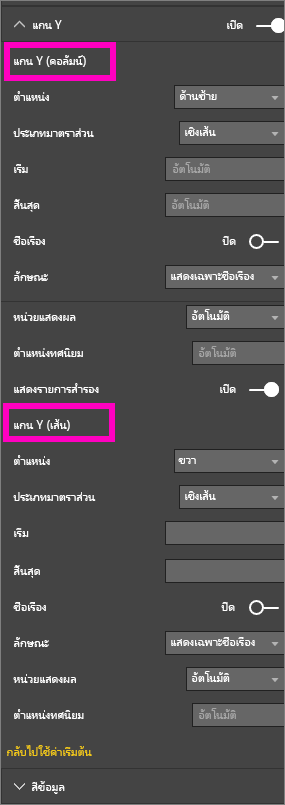 แกน Y เปิด
แกน Y (คอลัมน์)
ตำแหน่ง ด้านซ้าย
ประเภทมาตราส่วน เชิงเส้น
เริ่ม อัตโนมัติ
สิ้นสุด อัตโนมัติ
ชื่อเรื่อง ปิด
ลักษณะ แสดงเฉพาะชื่อเรื่อง
หน่วยแสดงผล อัตโนมัติ
ตำแหน่งทศนิยม อัตโนมัติ
แสดงรายการสำรอง เปิด
แกน Y (เส้น)
ตำแหน่ง ขวา
ประเภทมาตราส่วน เชิงเส้น
เริ่ม
สิ้นสุด
ชื่อเรื่อง ปิด
ลักษณะ แสดงเฉพาะชื่อเรื่อง
หน่วยแสดงผล อัตโนมัติ
ตำแหน่งทศนิยม อัตโนมัติ
กลับไปใช้ค่าเริ่มต้น
สีข้อมูล